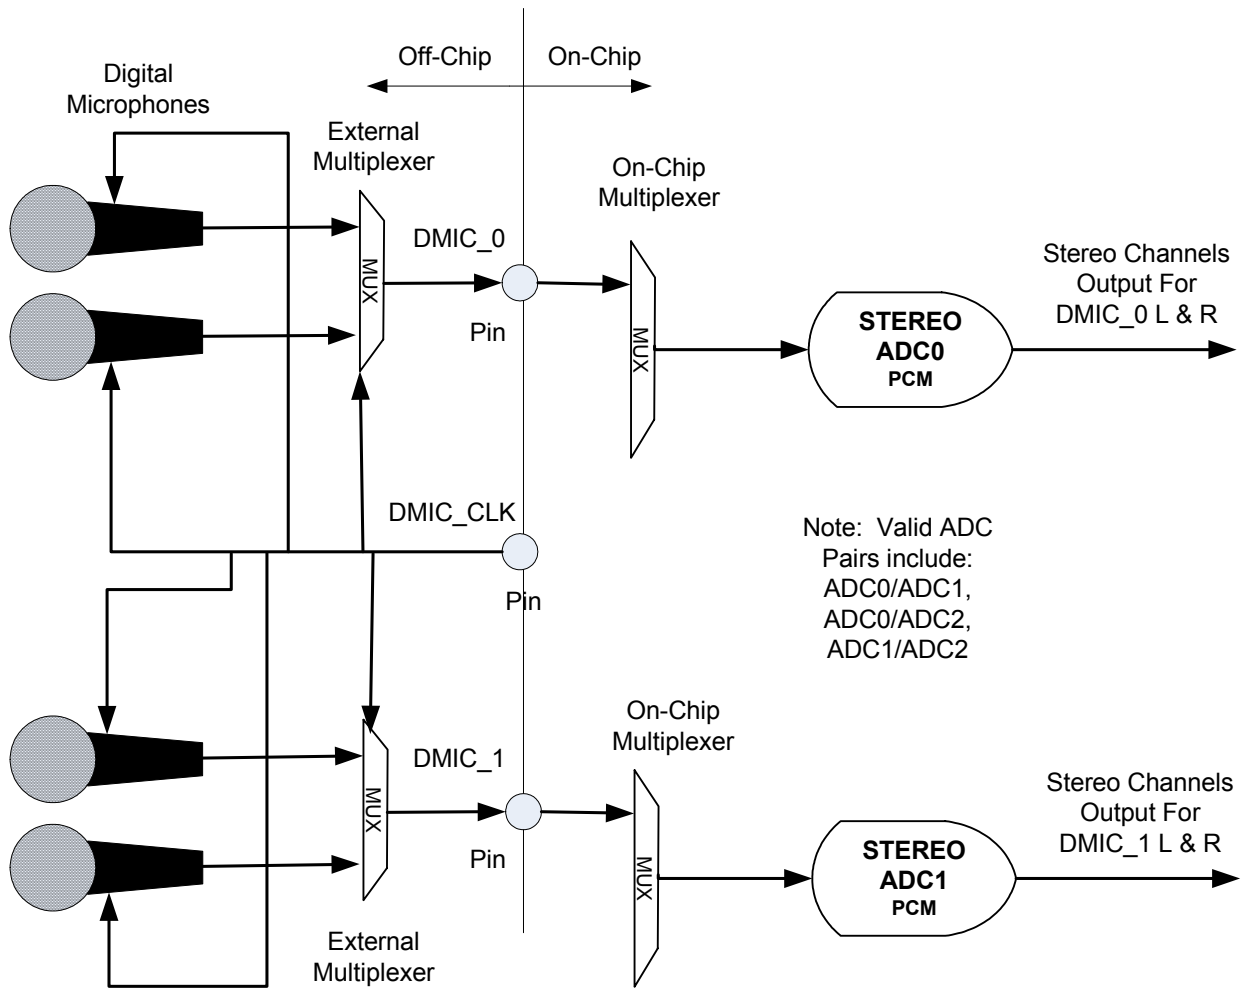 Off-Chip
On-Chip
Digital
Microphones
External
Multiplexer
On-Chip
Multiplexer
DMIC_0
MUX
Pin
MUX
STEREO
ADC0
PCM
Stereo Channels
Output For
DMIC_0 L & R
DMIC_CLK
Pin
Note:  Valid ADC
Pairs include:
ADC0/ADC1,
ADC0/ADC2,
ADC1/ADC2
On-Chip
Multiplexer
DMIC_1
MUX
Pin
MUX
STEREO
ADC1
PCM
Stereo Channels
Output For
DMIC_1 L & R
External
Multiplexer